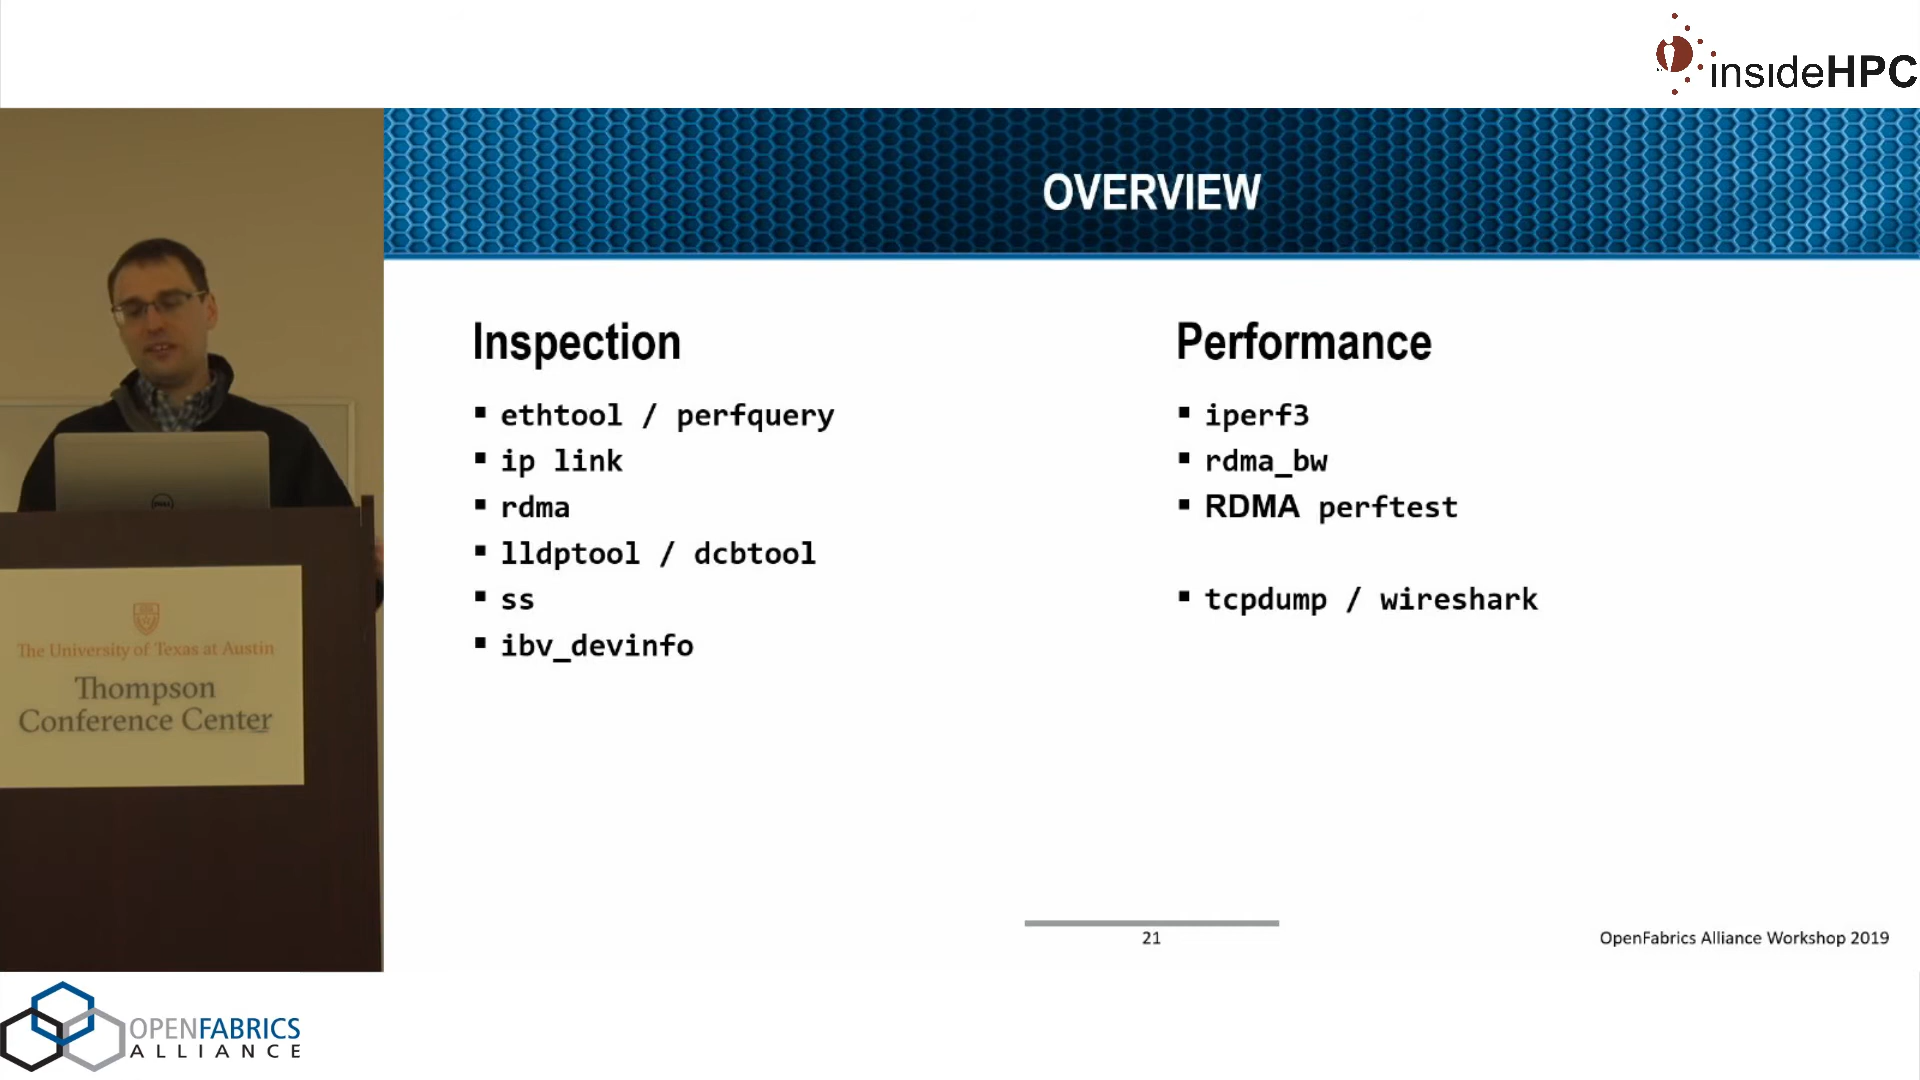 insideHPC
OVERVIEW
Inspection
▪ ethtool / perfquery
▪ ip link
▪ rdma
▪ lldptool / dcbtool
▪ ss
▪ ibv_devinfo
Performance
▪ iperf3
▪ rdma_bw
▪ RDMA perftest
▪ tcpdump / wireshark
21
OpenFabrics Alliance Workshop 2019
DELL
The University of Texas at Austin
Thompson
Conference Center
OPENFABRICS
ALLIANCE